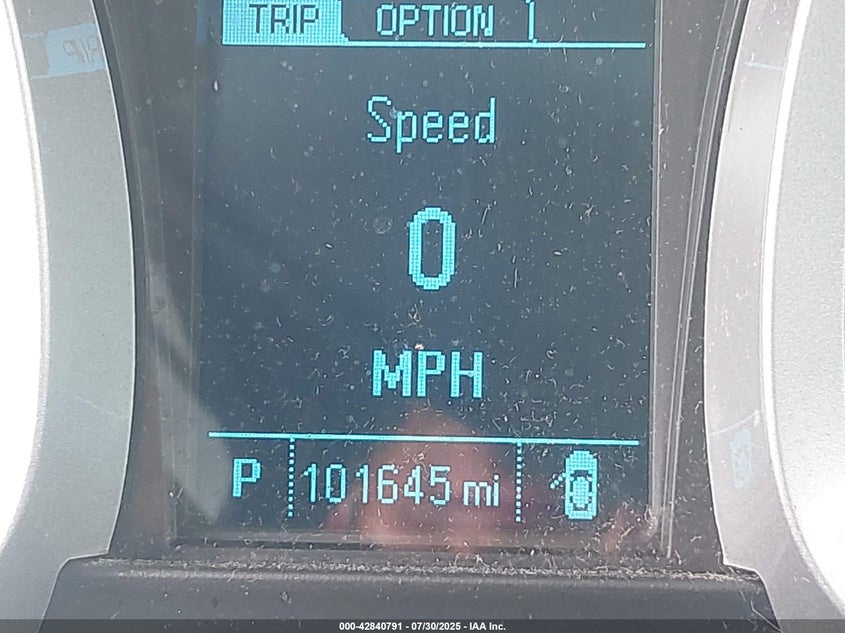 TRIP OPTION
Speed
0
MPH
P 101645 mi
000-42840791 - 07/30/2025 - IAA Inc.